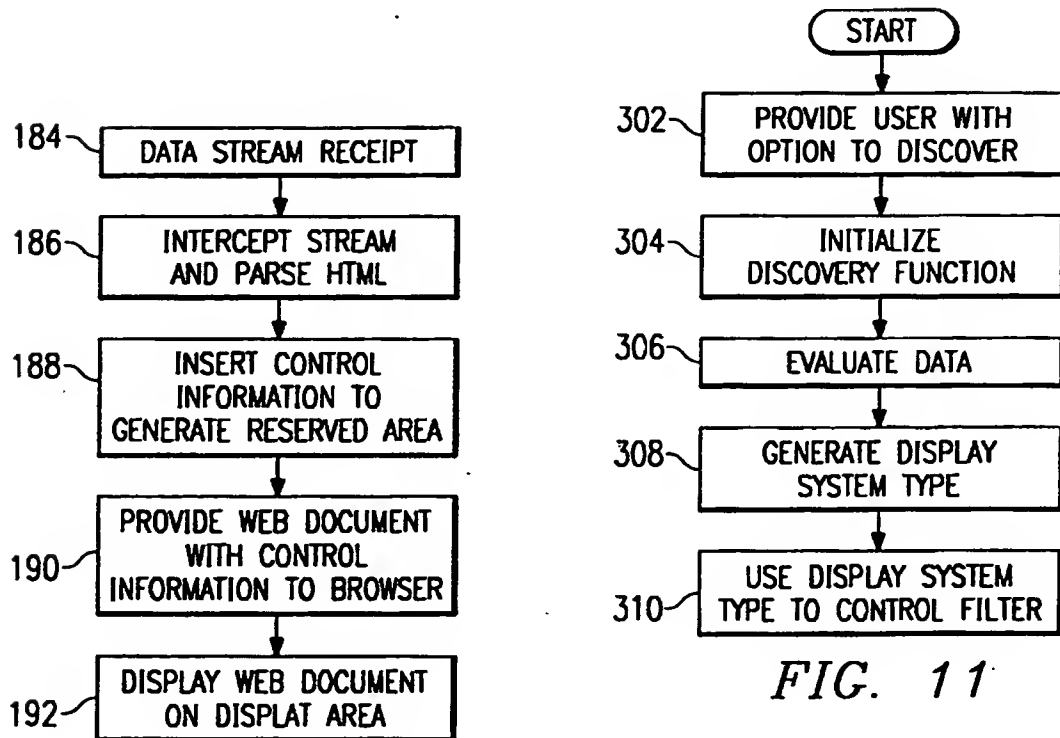 184
DATA STREAM RECEIPT
186
INTERCEPT STREAM
AND PARSE HTML
188
INSERT CONTROL
INFORMATION TO
GENERATE RESERVED AREA
190
PROVIDE WEB DOCUMENT
WITH CONTROL
INFORMATION TO BROWSER
192
DISPLAY WEB DOCUMENT
ON DISPLAT AREA
START
302
PROVIDE USER WITH
OPTION TO DISCOVER
304
INITIALIZE
DISCOVERY FUNCTION
306
EVALUATE DATA
308
GENERATE DISPLAY
SYSTEM TYPE
310
USE DISPLAY SYSTEM
TYPE TO CONTROL FILTER
FIG. 11